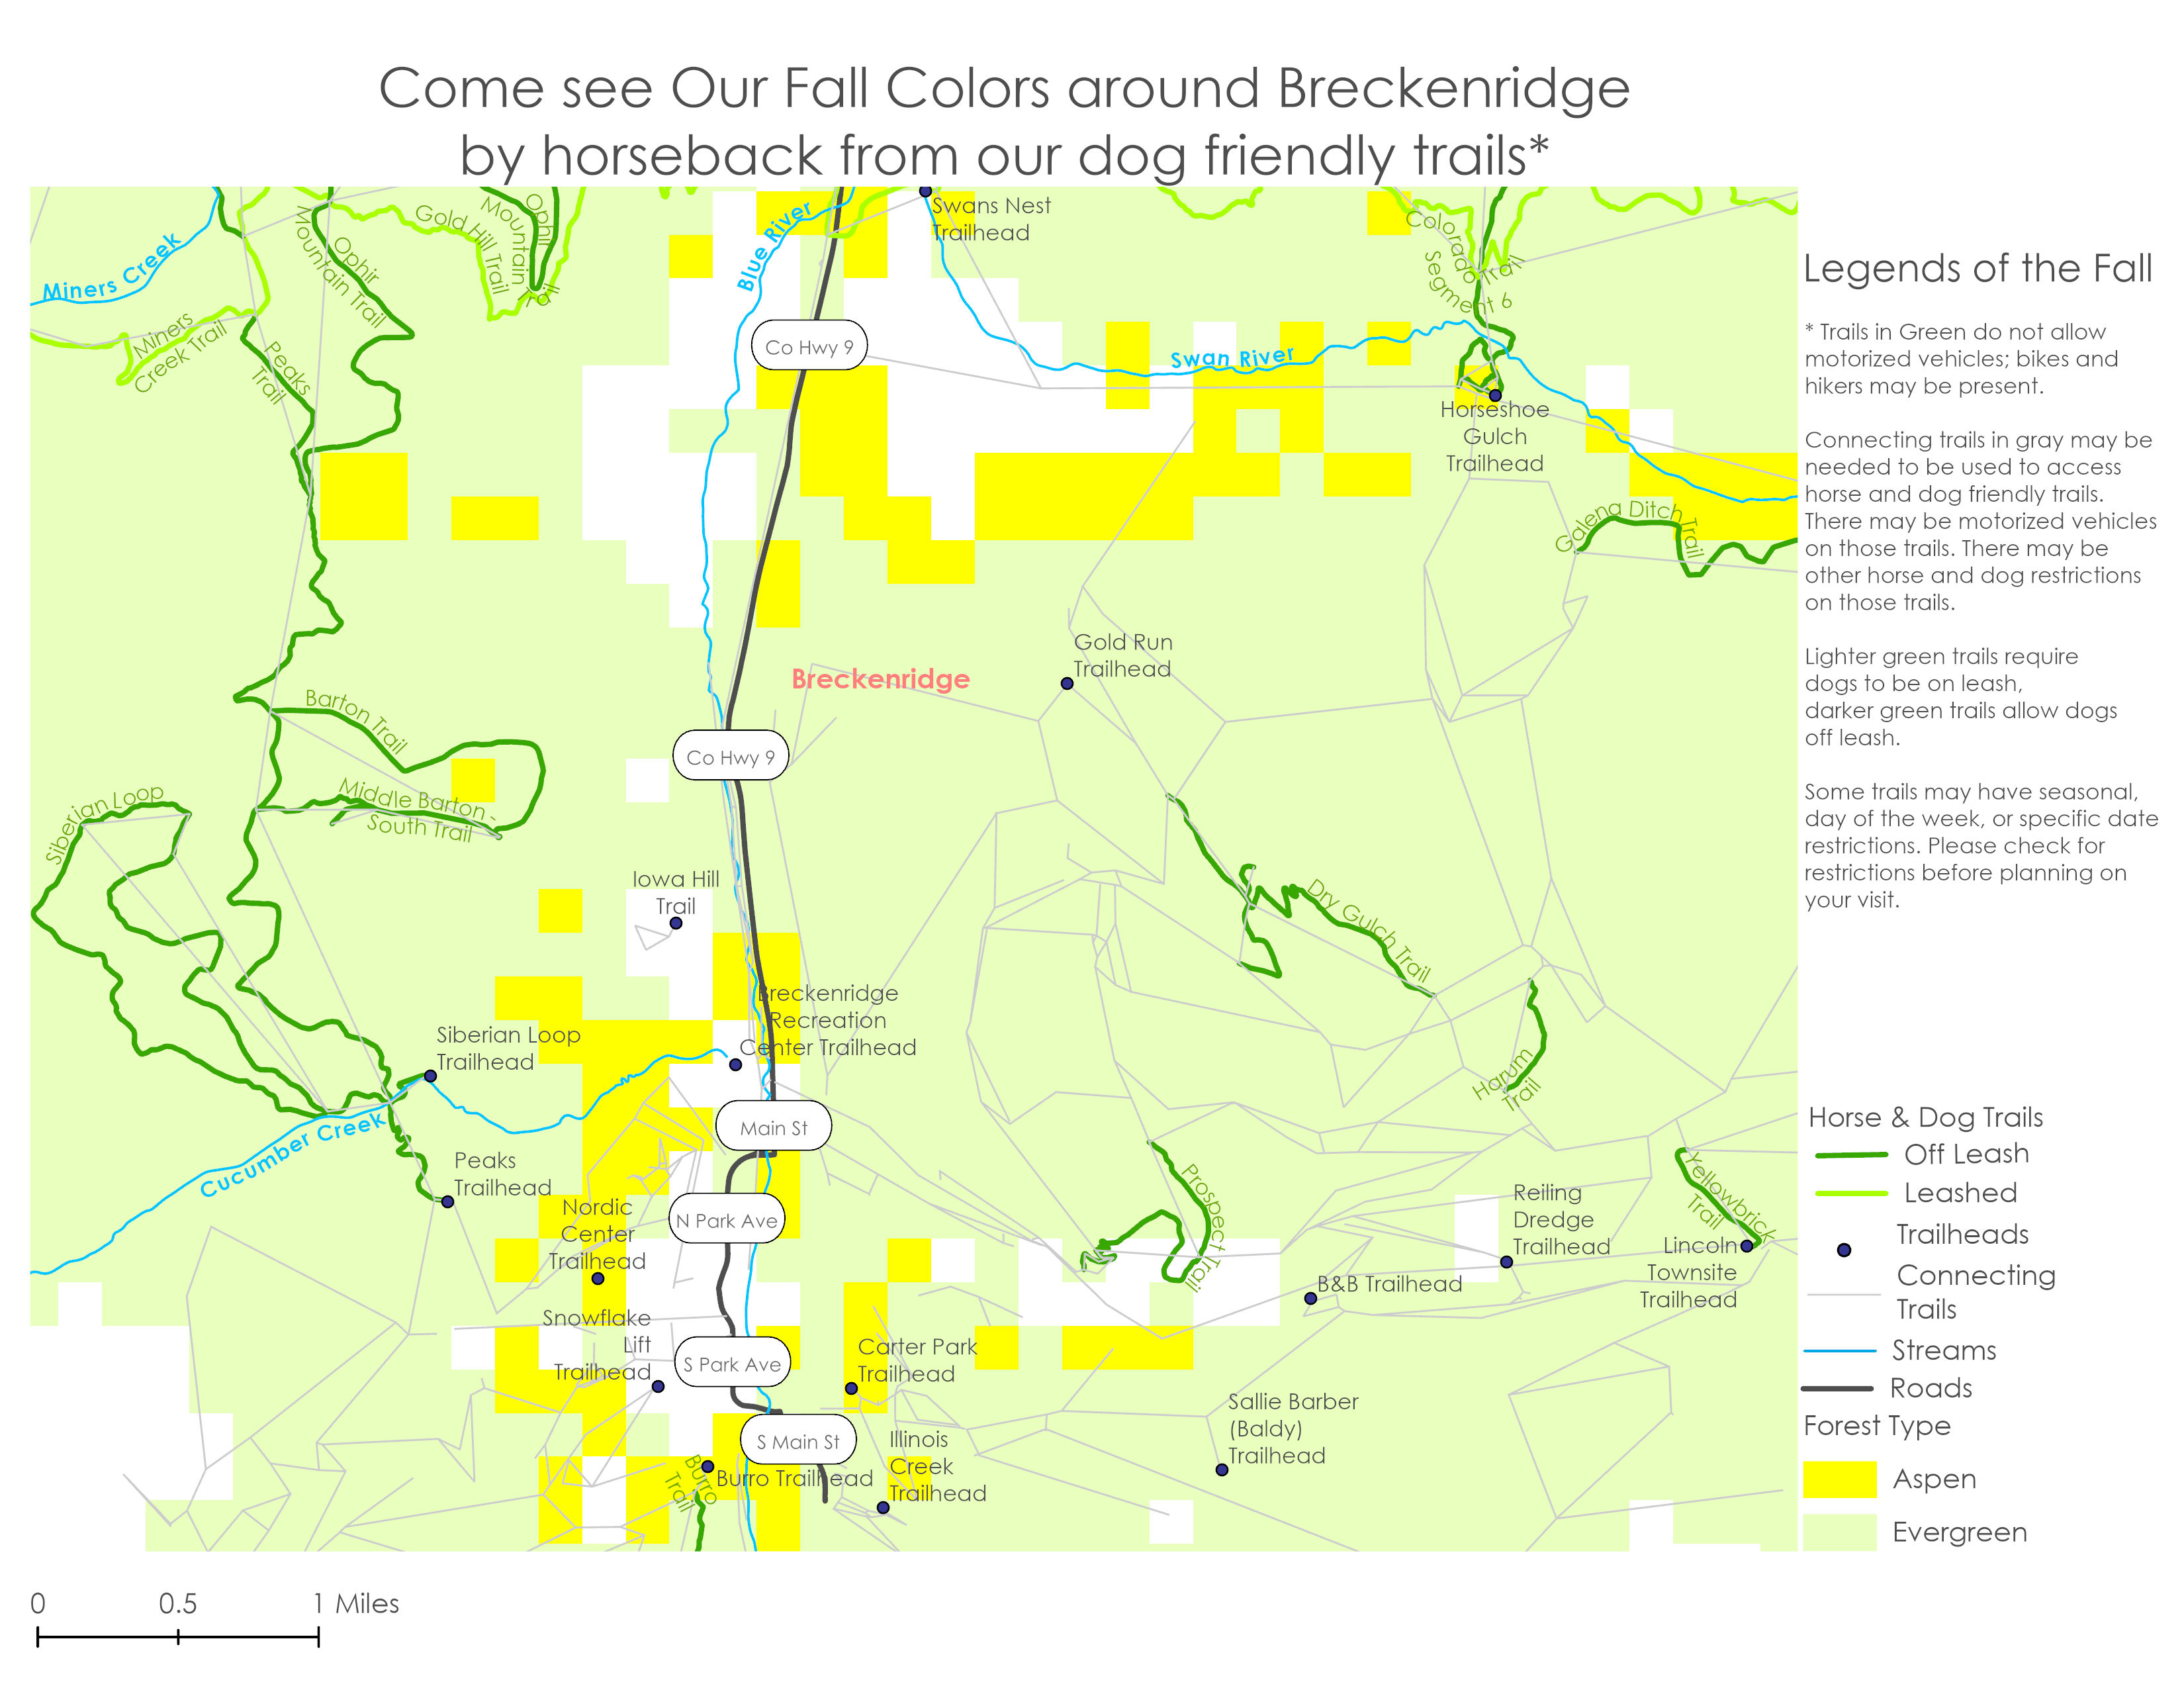 Come see Our Fall Colors around Breckenridge
by horseback from our dog friendly trails*
Miners Creek
Ophir
Mountain Trail
Gold Hill Trail
Ophir
Mountain
Trail
Blue River
Swans Nest
Trailhead
Colorado Trail
Segment 6
Miners
Creek Trail
Peaks
Trail
Co Hwy 9
Swan River
Horseshoe
Gulch
Trailhead
Galena Ditch Trail
Gold Run
Trailhead
Breckenridge
Barton Trail
Co Hwy 9
Siberian Loop
Middle Barton -
South Trail
Iowa Hill
Trail
Dry Gulch Trail
Breckenridge
Recreation
Center Trailhead
Siberian Loop
Trailhead
Harum
Trail
Cucumber Creek
Main St
Peaks
Trailhead
Prospect Trail
Yellowbrick
Trail
Nordic
Center
Trailhead
N Park Ave
Reiling
Dredge
Trailhead
Lincoln
Townsite
Trailhead
B&B Trailhead
Snowflake
Lift
Trailhead
S Park Ave
Carter Park
Trailhead
Sallie Barber
(Baldy)
Trailhead
S Main St
Illinois
Creek
Trailhead
Burro
Trail
Burro Trailhead
Legends of the Fall
* Trails in Green do not allow
motorized vehicles; bikes and
hikers may be present.
Connecting trails in gray may be
needed to be used to access
horse and dog friendly trails.
There may be motorized vehicles
on those trails. There may be
other horse and dog restrictions
on those trails.
Lighter green trails require
dogs to be on leash,
darker green trails allow dogs
off leash.
Some trails may have seasonal,
day of the week, or specific date
restrictions. Please check for
restrictions before planning on
your visit.
Horse & Dog Trails
Off Leash
Leashed
Trailheads
Connecting
Trails
Streams
Roads
Forest Type
Aspen
Evergreen
0 0.5 1 Miles